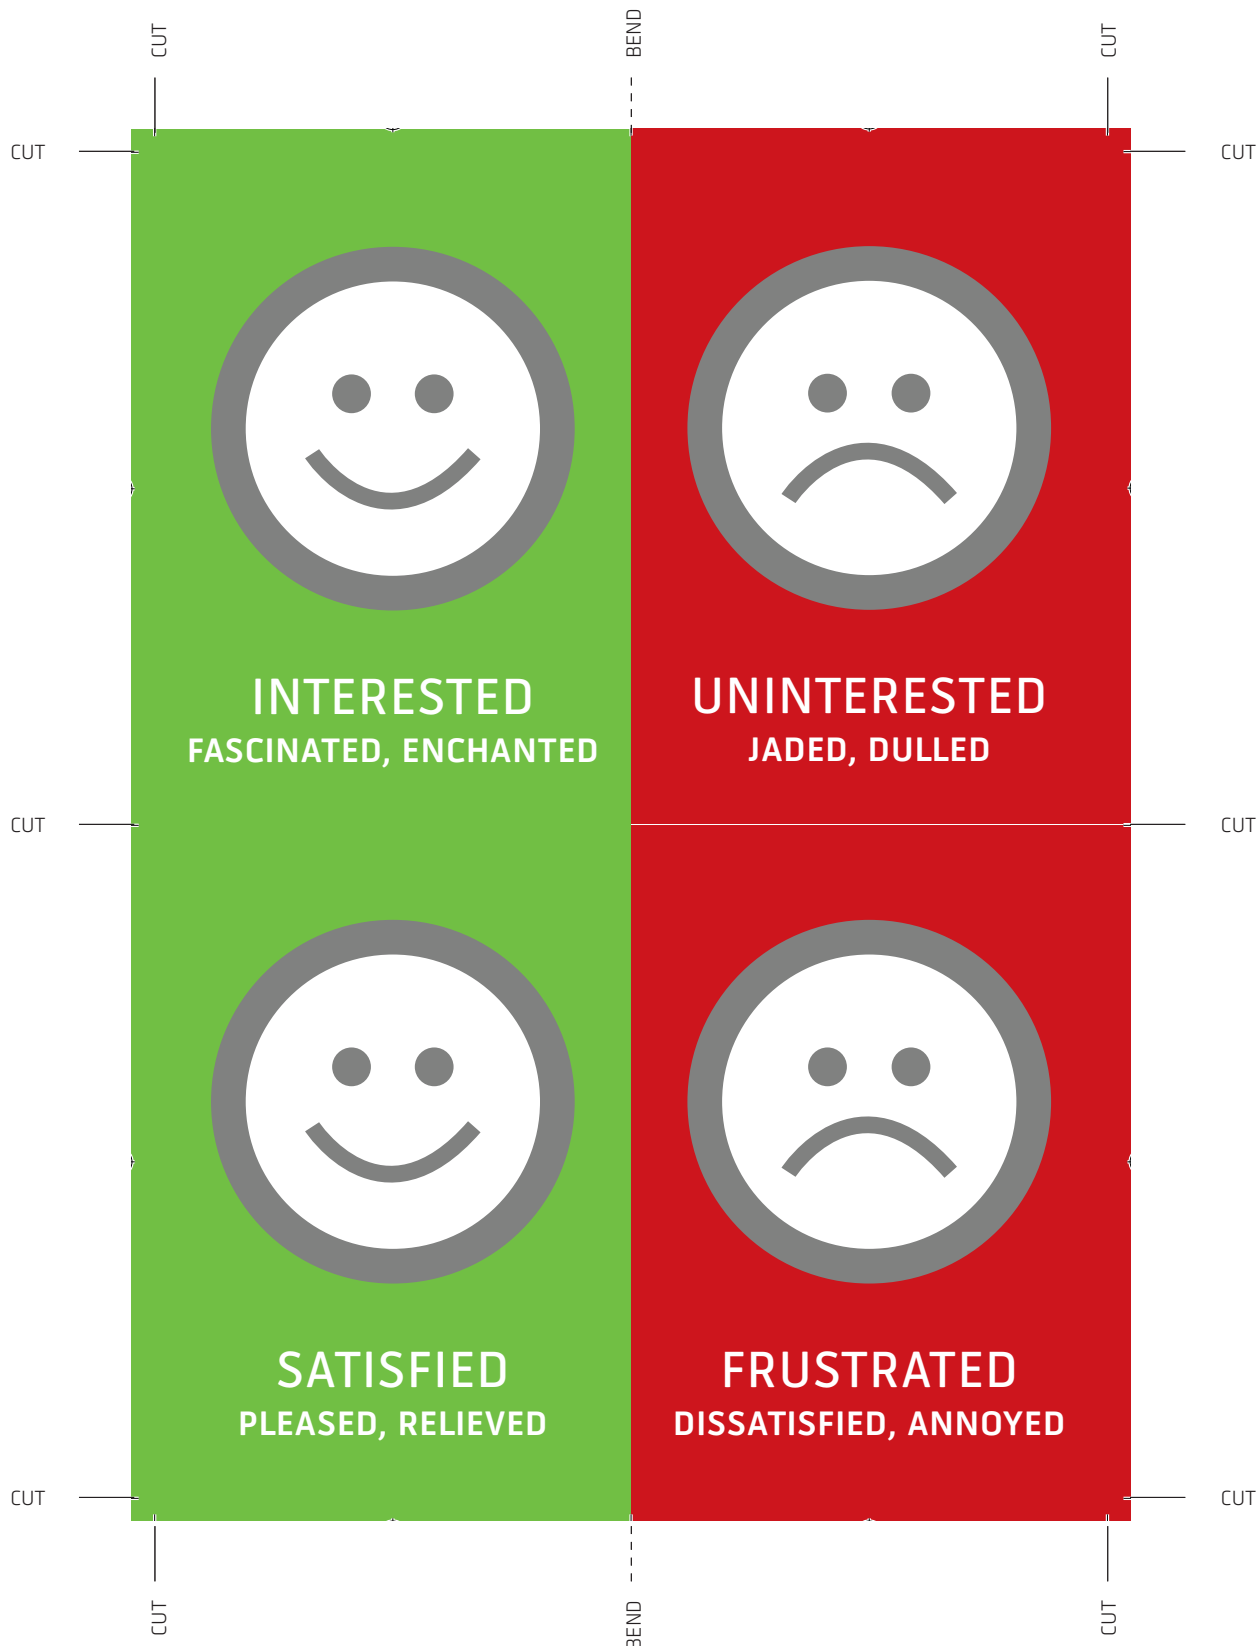 CUT
BEND
CUT
CUT
CUT
INTERESTED
FASCINATED, ENCHANTED
UNINTERESTED
JADED, DULLED
CUT
CUT
SATISFIED
PLEASED, RELIEVED
FRUSTRATED
DISSATISFIED, ANNOYED
CUT
CUT
CUT
BEND
CUT